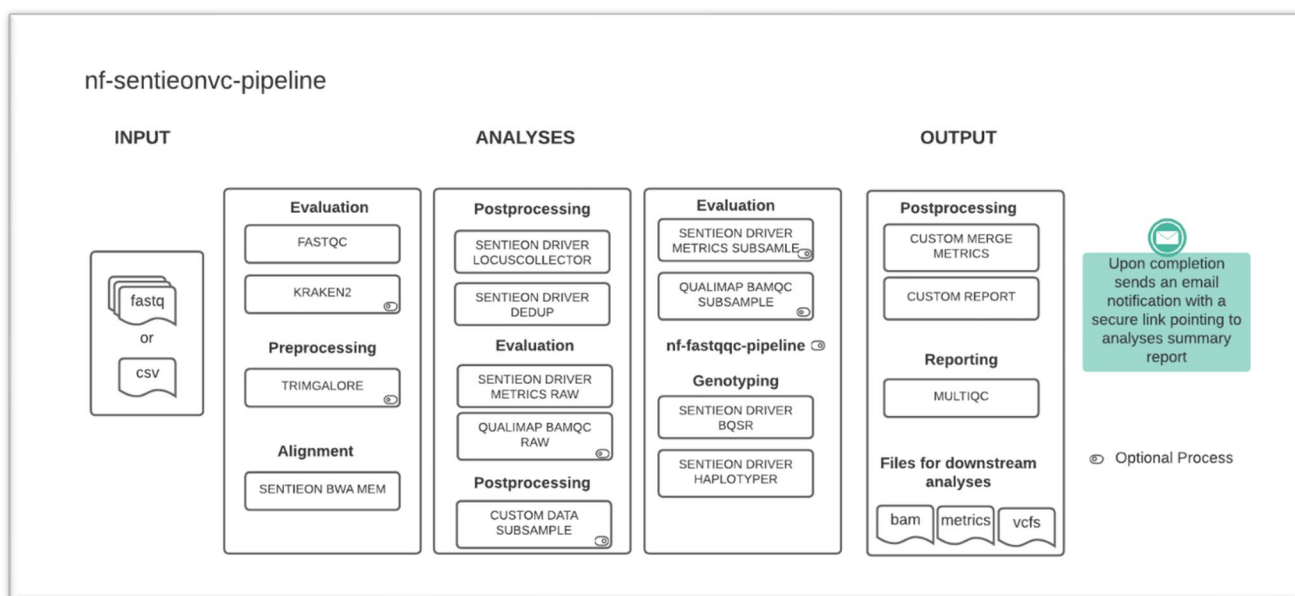 nf-sentieonvc-pipeline
INPUT
ANALYSES
OUTPUT
fastq
or
csv
Evaluation
FASTQC
KRAKEN2
Preprocessing
TRIMGALORE
Alignment
SENTIEON BWA MEM
Postprocessing
SENTIEON DRIVER
LOCUSCOLLECTOR
SENTIEON DRIVER
DEDUP
Evaluation
SENTIEON DRIVER
METRICS RAW
QUALIMAP BAMQC
RAW
Postprocessing
CUSTOM DATA
SUBSAMPLE
Evaluation
SENTIEON DRIVER
METRICS SUBSAMLE
QUALIMAP BAMQC
SUBSAMPLE
nf-fastqqc-pipeline
Genotyping
SENTIEON DRIVER
BQSR
SENTIEON DRIVER
HAPLOTYPER
Postprocessing
CUSTOM MERGE
METRICS
CUSTOM REPORT
Reporting
MULTIQC
Files for downstream
analyses
bam
metrics
vcfs
Upon completion
sends an email
notification with a
secure link pointing to
analyses summary
report
Optional Process